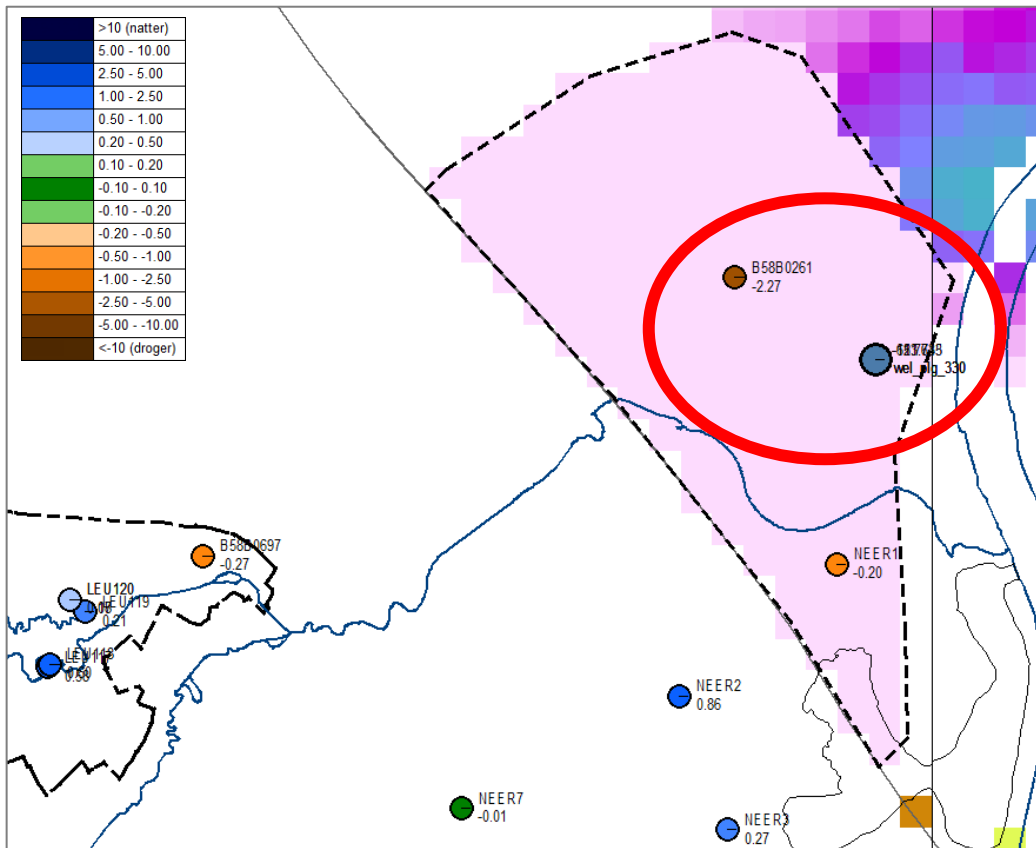 >10 (natter)
5.00 - 10.00
2.50 - 5.00
1.00 - 2.50
0.50 - 1.00
0.20 - 0.50
0.10 - 0.20
-0.10 - 0.10
-0.10 - -0.20
-0.20 - -0.50
-0.50 - -1.00
-1.00 - -2.50
-2.50 - -5.00
-5.00 - -10.00
<-10 (droger)
B58B0261
-2.27
wel_plg_330
B58B0697
-0.27
NEER1
-0.20
LEU120
LEU119
0.21
NEER2
0.86
NEER7
-0.01
NEER3
0.27